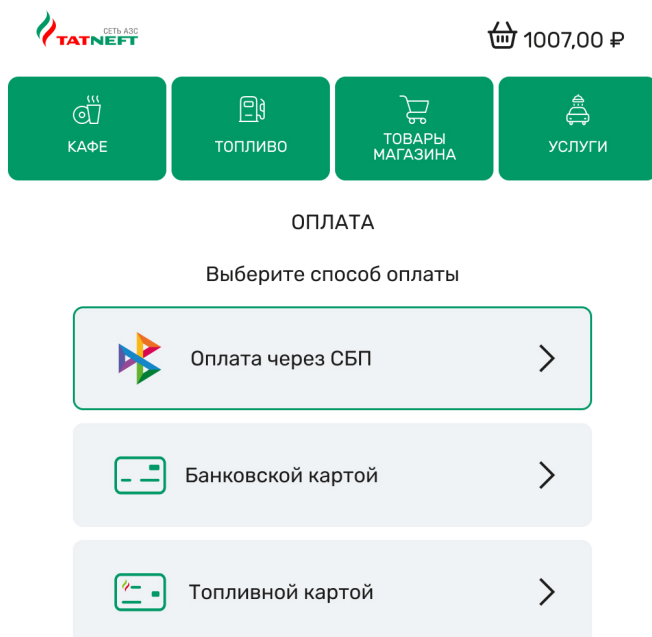 СЕТЬ АЗС
TATNEFT
1007,00 ₽
КАФЕ
ТОПЛИВО
ТОВАРЫ
МАГАЗИНА
УСЛУГИ
ОПЛАТА
Выберите способ оплаты
Оплата через СБП
Банковской картой
Топливной картой